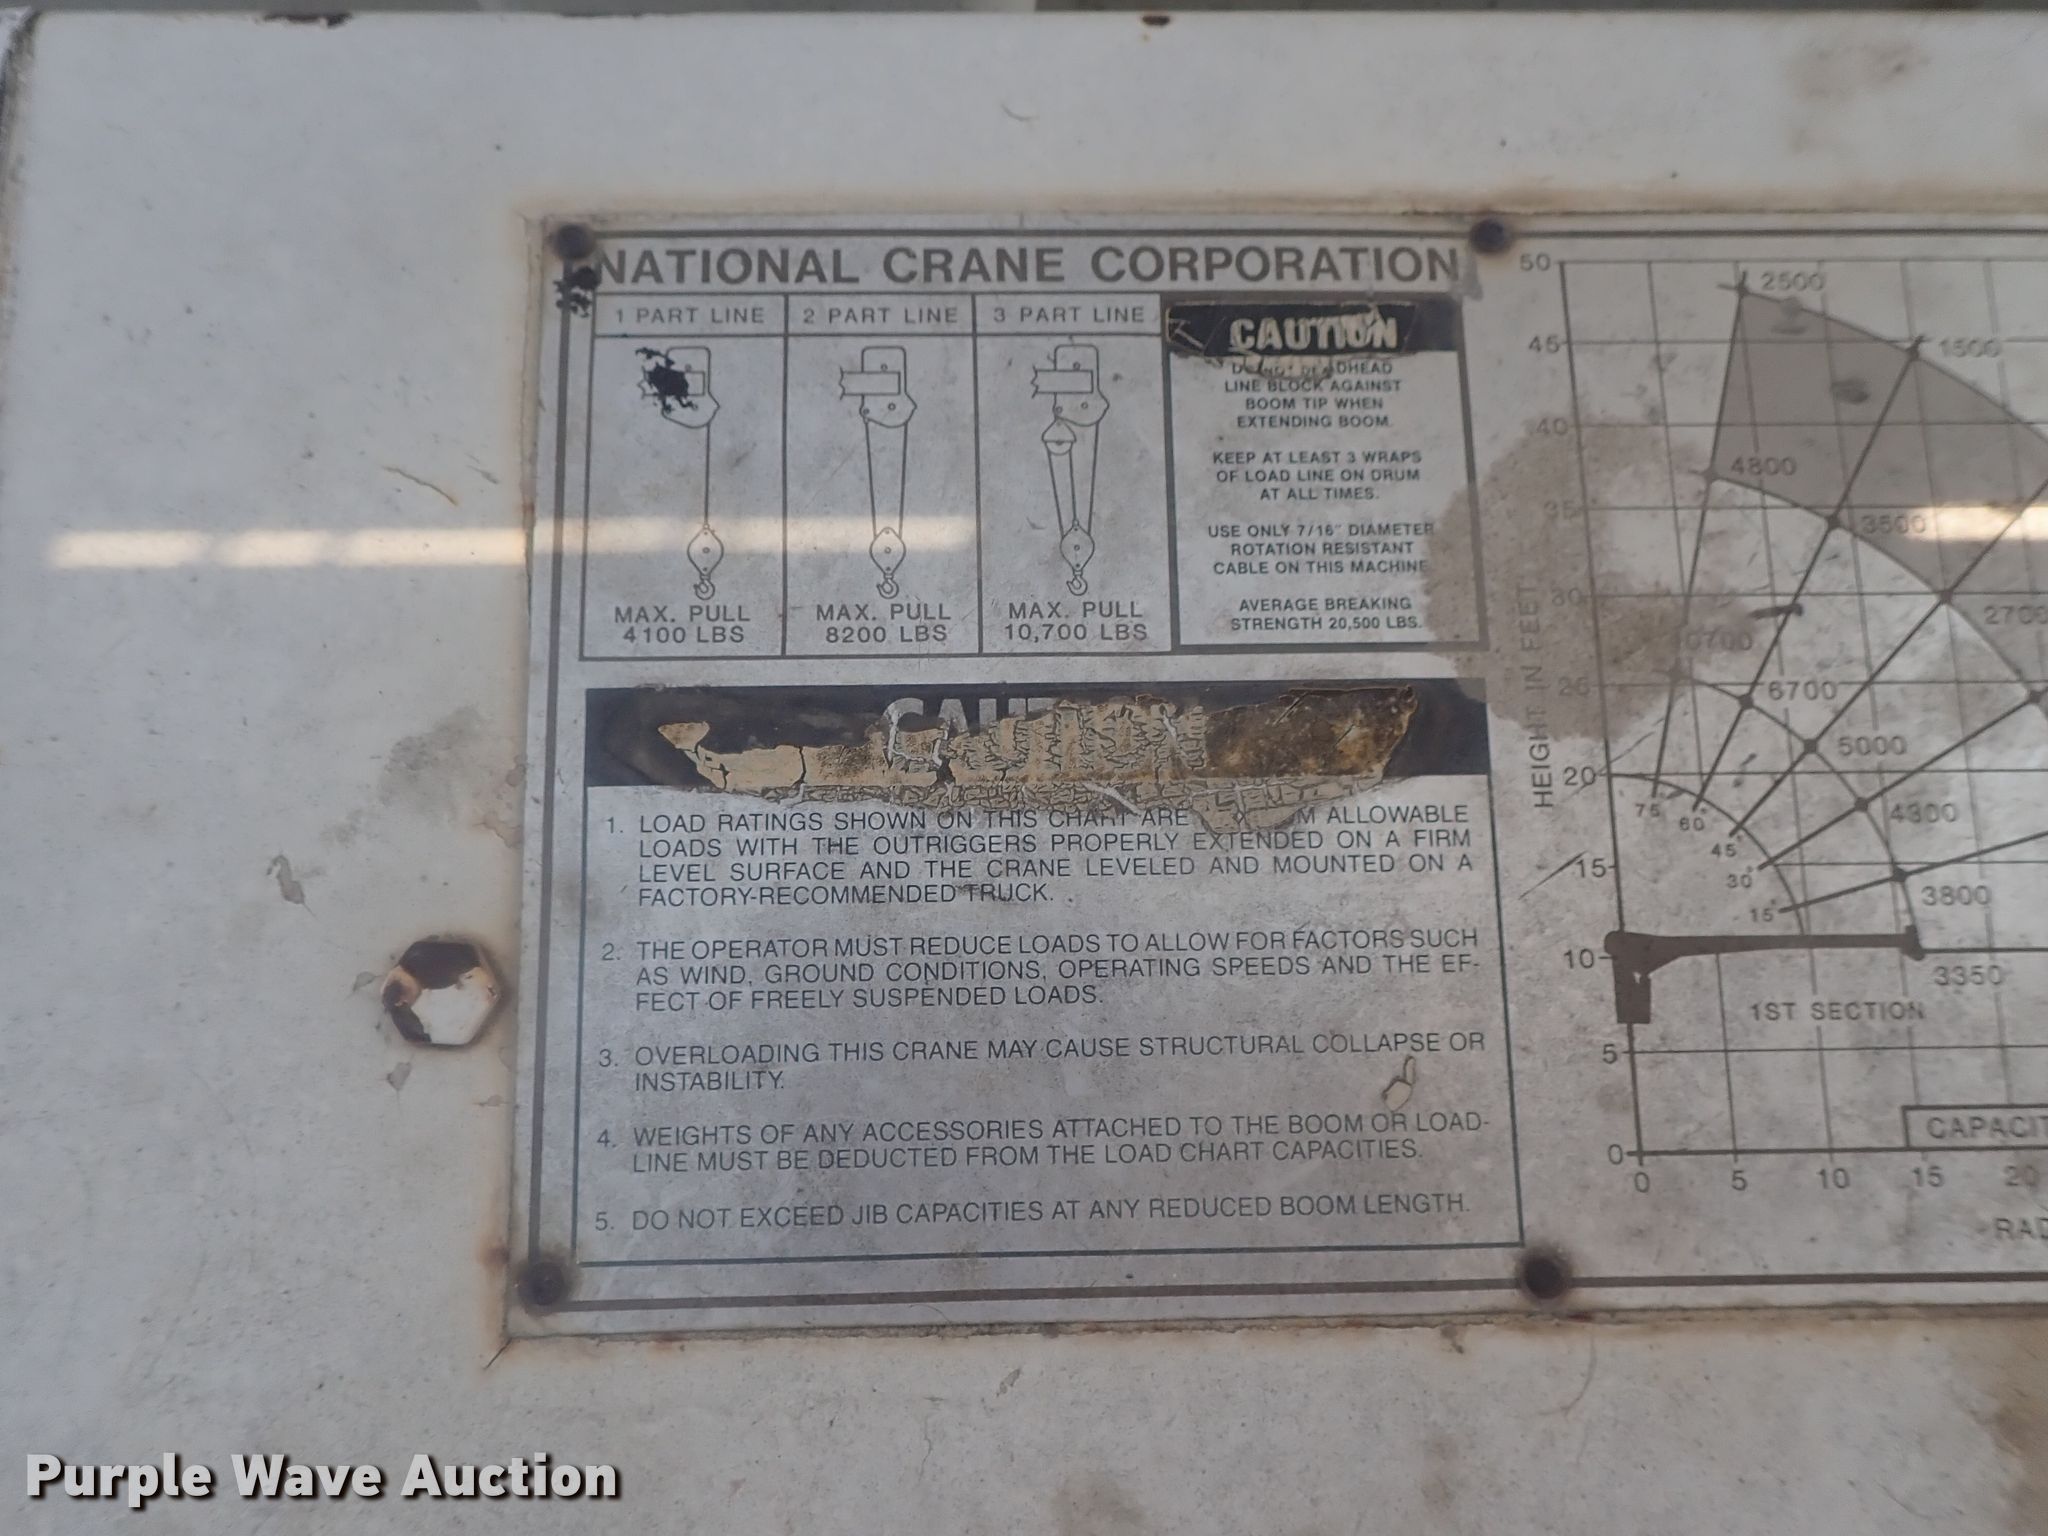 NATIONAL CRANE CORPORATION
1 PART LINE
MAX. PULL
4100 LBS
2 PART LINE
MAX. PULL
8200 LBS
3 PART LINE
MAX. PULL
10,700 LBS
CAUTION
LINE BLOCK AGAINST
BOOM TIP WHEN
EXTENDING BOOM.
KEEP AT LEAST 3 WRAPS
OF LOAD LINE ON DRUM
AT ALL TIMES.
USE ONLY 7/16" DIAMETER
ROTATION RESISTANT
CABLE ON THIS MACHINE
AVERAGE BREAKING
STRENGTH 20,500 LBS.
1. LOAD RATINGS SHOWN ON THIS CHART ARE ALLOWABLE
LOADS WITH THE OUTRIGGERS PROPERLY EXTENDED ON A FIRM
LEVEL SURFACE AND THE CRANE LEVELED AND MOUNTED ON A
FACTORY-RECOMMENDED TRUCK.
2. THE OPERATOR MUST REDUCE LOADS TO ALLOW FOR FACTORS SUCH
AS WIND, GROUND CONDITIONS, OPERATING SPEEDS AND THE EF-
FECT OF FREELY SUSPENDED LOADS.
3. OVERLOADING THIS CRANE MAY CAUSE STRUCTURAL COLLAPSE OR
INSTABILITY.
4. WEIGHTS OF ANY ACCESSORIES ATTACHED TO THE BOOM OR LOAD-
LINE MUST BE DEDUCTED FROM THE LOAD CHART CAPACITIES.
5. DO NOT EXCEED JIB CAPACITIES AT ANY REDUCED BOOM LENGTH.
HEIGHT IN FEET
50
45
40
35
30
25
20
15
10
5
0
2500
1500
4800
3500
2700
6700
5000
4300
3800
3350
75°
60°
45°
30°
15°
1ST SECTION
0 5 10 15 20
Purple Wave Auction